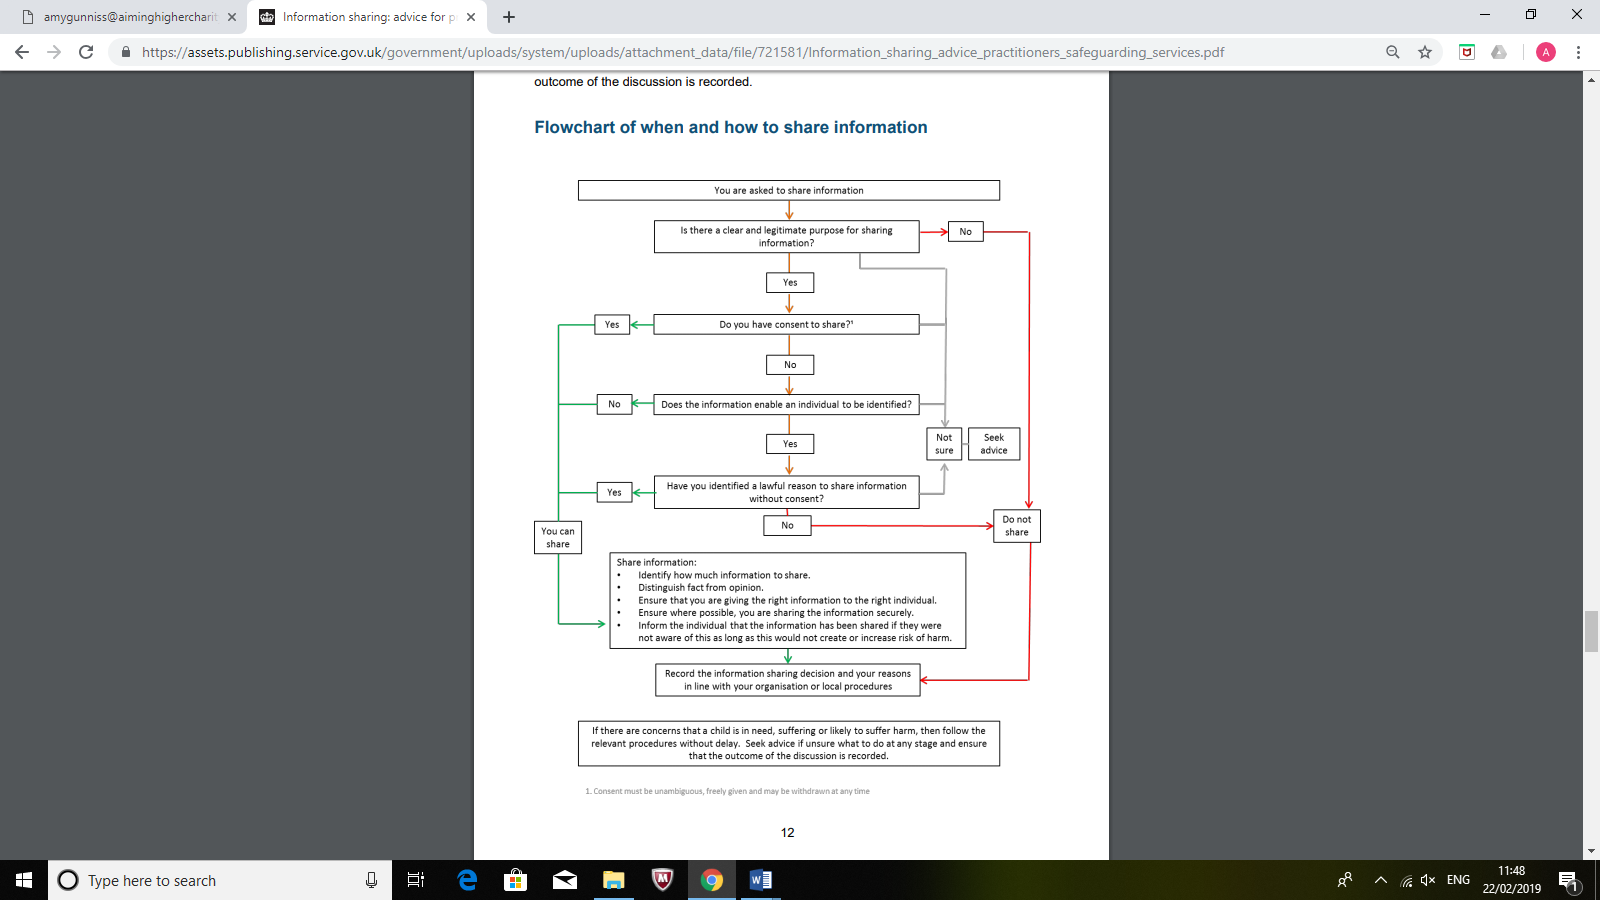 amygunniss@aiminghighercharit
Information sharing: advice for p
https://assets.publishing.service.gov.uk/government/uploads/system/uploads/attachment_data/file/721581/Information_sharing_advice_practitioners_safeguarding_services.pdf
A
outcome of the discussion is recorded.
Flowchart of when and how to share information
You are asked to share information
Is there a clear and legitimate purpose for sharing
information?
No
Yes
Yes
Do you have consent to share?¹
No
No
Does the information enable an individual to be identified?
Yes
Not
sure
Seek
advice
Yes
Have you identified a lawful reason to share information
without consent?
No
Do not
share
You can
share
Share information:
• Identify how much information to share.
• Distinguish fact from opinion.
• Ensure that you are giving the right information to the right individual.
• Ensure where possible, you are sharing the information securely.
• Inform the individual that the information has been shared if they were
not aware of this as long as this would not create or increase risk of harm.
Record the information sharing decision and your reasons
in line with your organisation or local procedures
If there are concerns that a child is in need, suffering or likely to suffer harm, then follow the
relevant procedures without delay. Seek advice if unsure what to do at any stage and ensure
that the outcome of the discussion is recorded.
1. Consent must be unambiguous, freely given and may be withdrawn at any time
12
Type here to search
ENG
11:48
22/02/2019
1